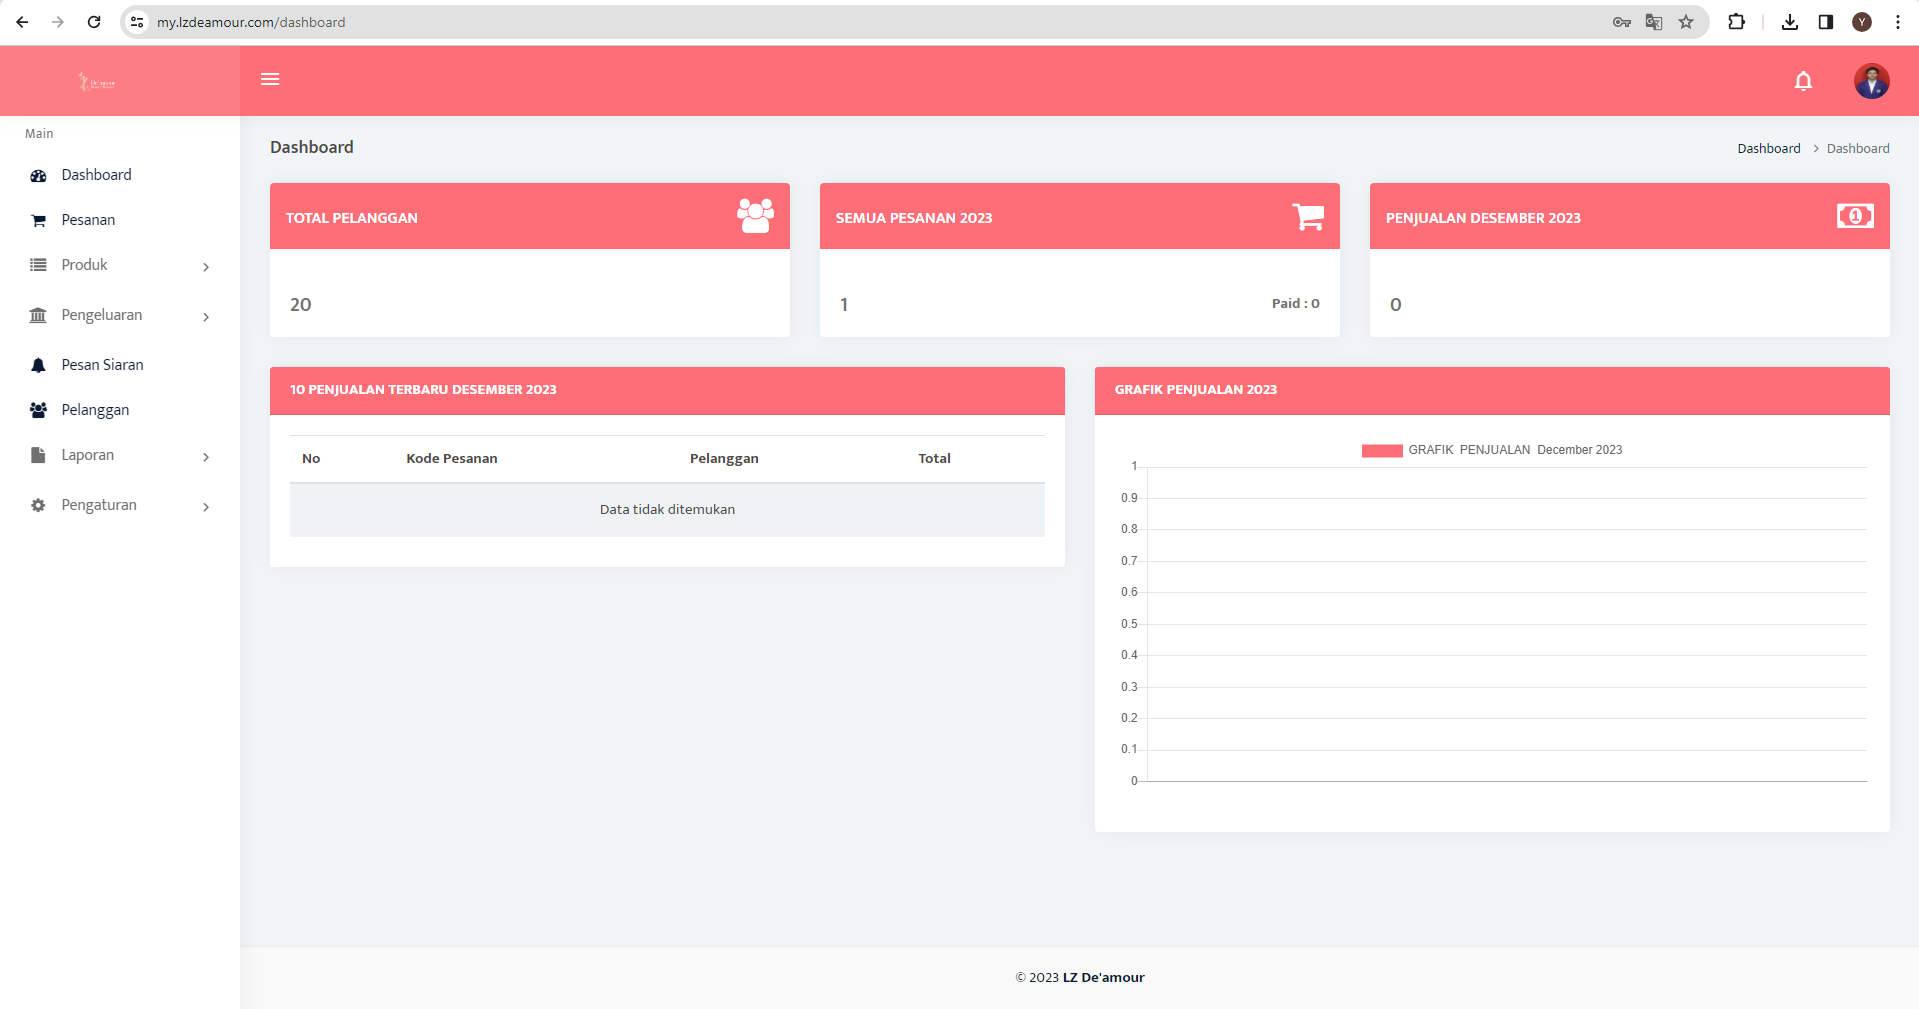 my.lzdeamour.com/dashboard
Y
De'amour
Main
Dashboard
Pesanan
Produk
Pengeluaran
Pesan Siaran
Pelanggan
Laporan
Pengaturan
Dashboard
Dashboard > Dashboard
TOTAL PELANGGAN
20
SEMUA PESANAN 2023
1
Paid : 0
PENJUALAN DESEMBER 2023
0
10 PENJUALAN TERBARU DESEMBER 2023
No Kode Pesanan Pelanggan Total
Data tidak ditemukan
GRAFIK PENJUALAN 2023
GRAFIK PENJUALAN December 2023
1
0.9
0.8
0.7
0.6
0.5
0.4
0.3
0.2
0.1
0
© 2023 LZ De'amour